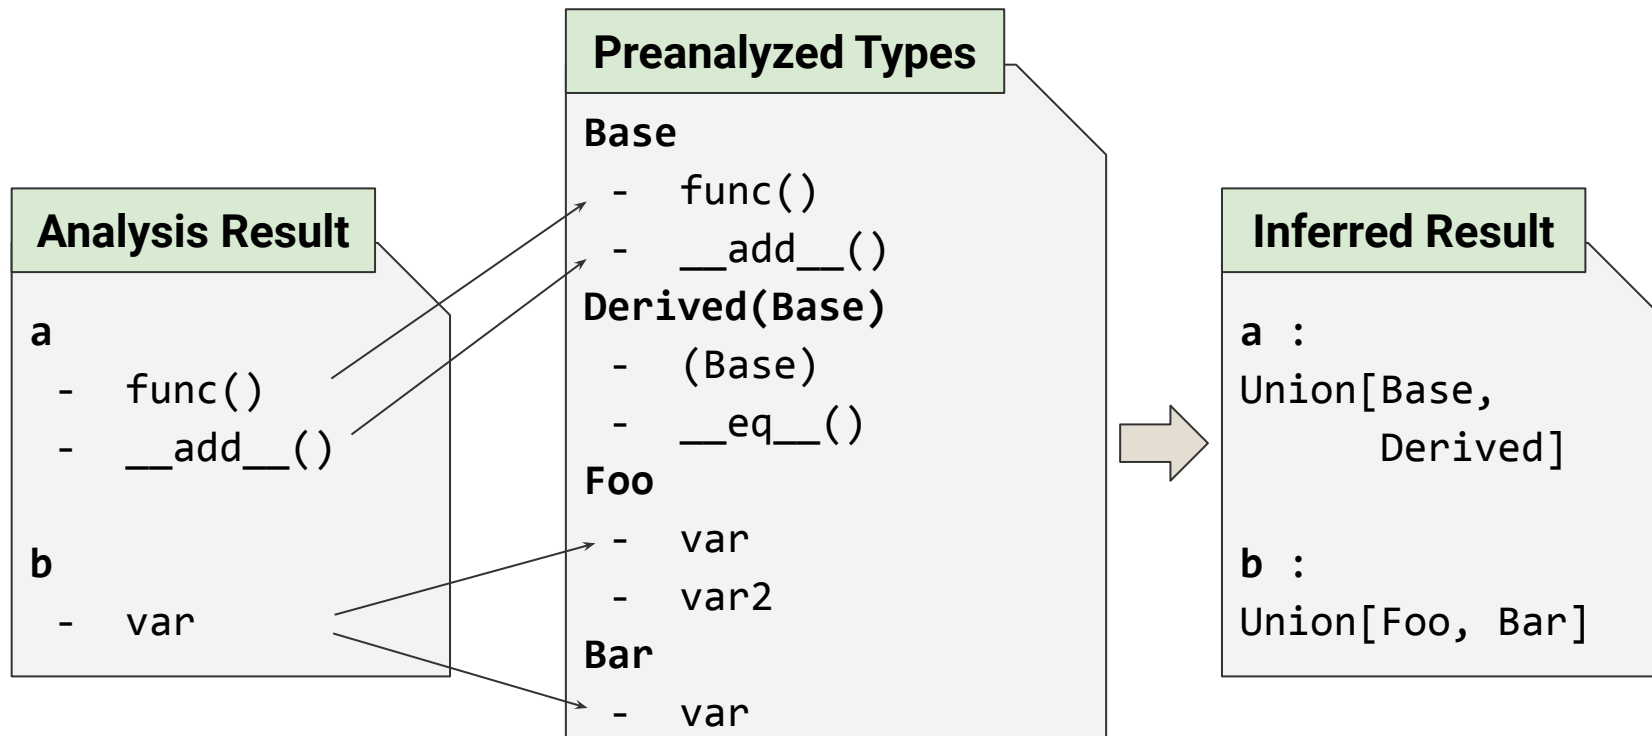 Analysis Result
a
- func()
- __add__()
b
- var
Preanalyzed Types
Base
- func()
- __add__()
Derived(Base)
- (Base)
- __eq__()
Foo
- var
- var2
Bar
- var
Inferred Result
a :
Union[Base,
Derived]
b :
Union[Foo, Bar]